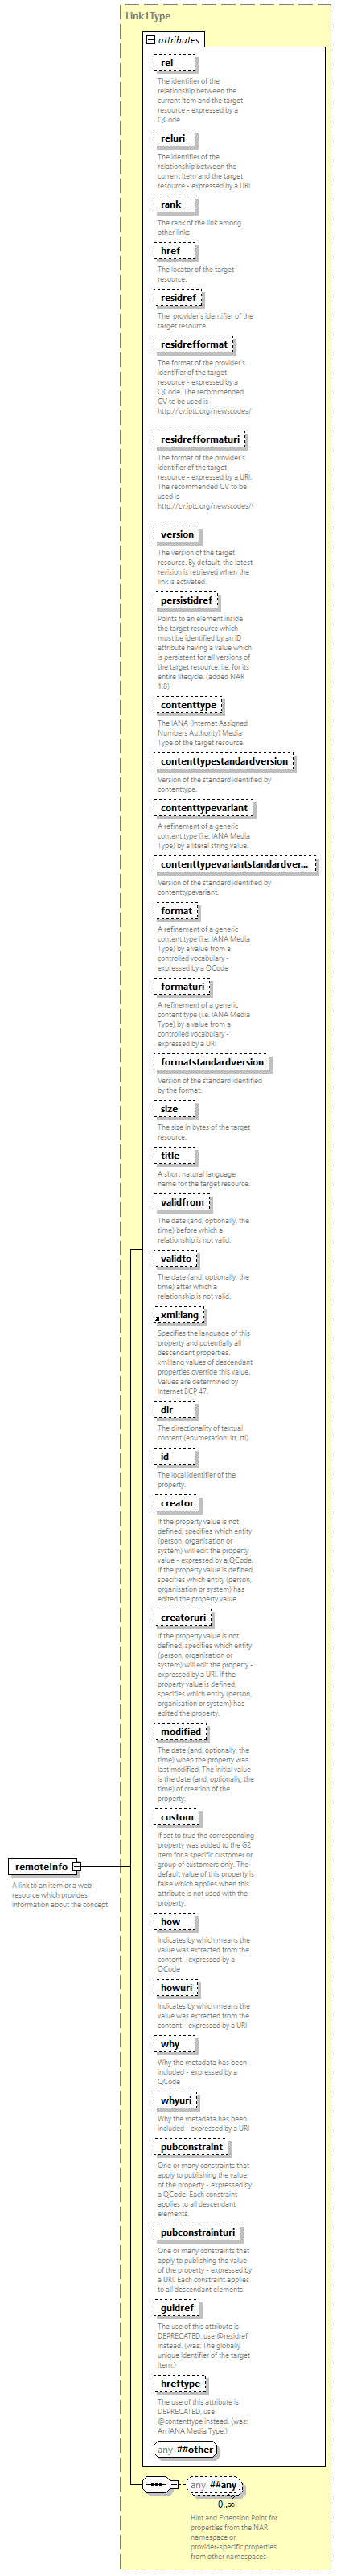 Link1Type
attributes
rel
The identifier of the
relationship between the
current Item and the target
resource - expressed by a
QCode
reluri
The identifier of the
relationship between the
current Item and the target
resource - expressed by a URI
rank
The rank of the link among
other links
href
The locator of the target
resource.
residref
The  provider's identifier of the
target resource.
residrefformat
The format of the provider's
identifier of the target
resource - expressed by a
QCode. The recommended
CV to be used is
http://cv.iptc.org/newscodes/
residrefformaturi
The format of the provider's
identifier of the target
resource - expressed by a URI.
The recommended CV to be
used is
http://cv.iptc.org/newscodes/
version
The version of the target
resource. By default, the latest
revision is retrieved when the
link is activated.
persistidref
Points to an element inside
the target resource which
must be identified by an ID
attribute having a value which
is persistent for all versions of
the target resource, i.e. for its
entire lifecycle. (added NAR
1.8)
contenttype
The IANA (Internet Assigned
Numbers Authority) Media
Type of the target resource.
contenttypestandardversion
Version of the standard identified by
contenttype.
contenttypevariant
A refinement of a generic
content type (i.e. IANA Media
Type) by a literal string value.
contenttypevariantstandardver...
Version of the standard identified by
contenttypevariant.
format
A refinement of a generic
content type (i.e. IANA Media
Type) by a value from a
controlled vocabulary -
expressed by a QCode
formaturi
A refinement of a generic
content type (i.e. IANA Media
Type) by a value from a
controlled vocabulary -
expressed by a URI
formatstandardversion
Version of the standard identified
by the format.
size
The size in bytes of the target
resource.
title
A short natural language
name for the target resource.
validfrom
The date (and, optionally, the
time) before which a
relationship is not valid.
validto
The date (and, optionally, the
time) after which a
relationship is not valid.
xml:lang
Specifies the language of this
property and potentially all
descendant properties.
xml:lang values of descendant
properties override this value.
Values are determined by
Internet BCP 47.
dir
The directionality of textual
content (enumeration: ltr, rtl)
id
The local identifier of the
property.
creator
If the property value is not
defined, specifies which entity
(person, organisation or
system) will edit the property
value - expressed by a QCode.
If the property value is defined,
specifies which entity (person,
organisation or system) has
edited the property value.
creatoruri
If the property value is not
defined, specifies which entity
(person, organisation or
system) will edit the property -
expressed by a URI. If the
property value is defined,
specifies which entity (person,
organisation or system) has
edited the property.
modified
The date (and, optionally, the
time) when the property was
last modified. The initial value
is the date (and, optionally, the
time) of creation of the
property.
custom
If set to true the corresponding
property was added to the G2
Item for a specific customer or
group of customers only. The
default value of this property is
false which applies when this
attribute is not used with the
property.
remoteInfo
A link to an item or a web
resource which provides
information about the concept
how
Indicates by which means the
value was extracted from the
content - expressed by a
QCode
howuri
Indicates by which means the
value was extracted from the
content - expressed by a URI
why
Why the metadata has been
included - expressed by a
QCode
whyuri
Why the metadata has been
included - expressed by a URI
pubconstraint
One or many constraints that
apply to publishing the value
of the property - expressed by
a QCode. Each constraint
applies to all descendant
elements.
pubconstrainturi
One or many constraints that
apply to publishing the value
of the property - expressed by
a URI. Each constraint applies
to all descendant elements.
guidref
The use of this attribute is
DEPRECATED, use @residref
instead. (was: The globally
unique Identifier of the target
Item.)
hreftype
The use of this attribute is
DEPRECATED, use
@contenttype instead. (was:
An IANA Media Type.)
any ##other
any ##any
0..∞
Hint and Extension Point for
properties from the NAR
namespace or
provider-specific properties
from other namespaces